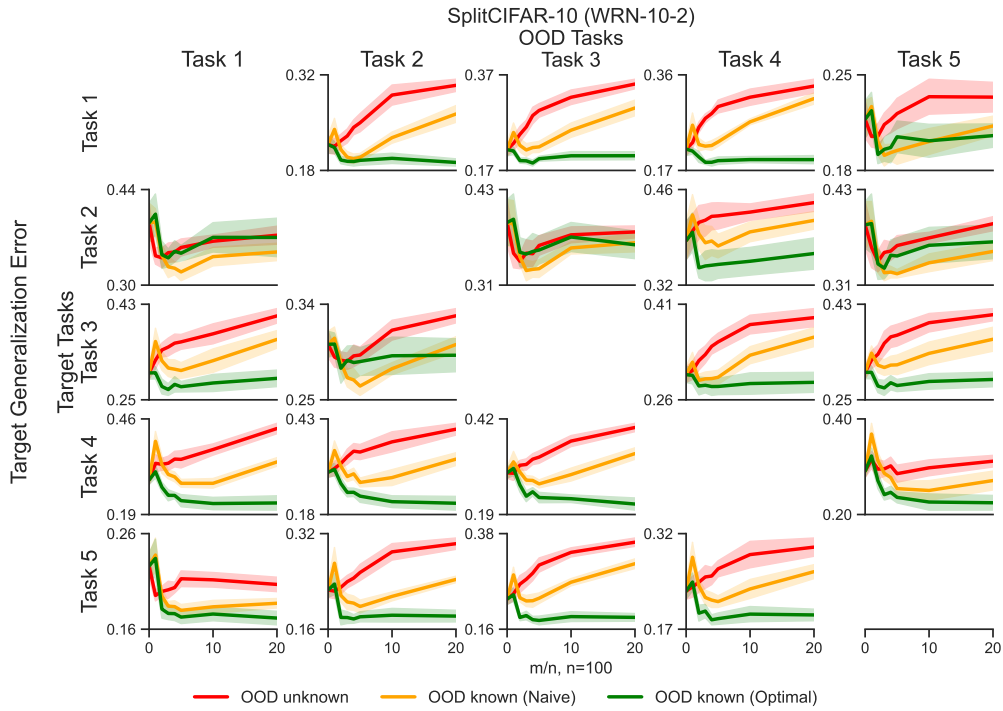 SplitCIFAR-10 (WRN-10-2)
OOD Tasks
Task 1 Task 2 Task 3 Task 4 Task 5
Target Generalization Error
Target Tasks
Task 1
0.32 0.37 0.36 0.25
0.18 0.17 0.17 0.18
Task 2
0.44 0.43 0.46 0.43
0.30 0.31 0.32 0.31
Task 3
0.43 0.34 0.41 0.43
0.25 0.25 0.26 0.25
Task 4
0.46 0.43 0.42 0.40
0.19 0.18 0.19 0.20
Task 5
0.26 0.32 0.38 0.32
0.16 0.16 0.16 0.17
0 10 20 0 10 20 0 10 20 0 10 20 0 10 20
m/n, n=100
OOD unknown OOD known (Naive) OOD known (Optimal)